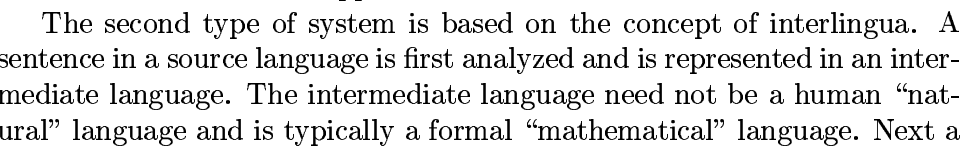 The second type of system is based on the concept of interlingua. A
sentence in a source language is first analyzed and is represented in an inter-
mediate language. The intermediate language need not be a human “nat-
ural” language and is typically a formal “mathematical” language. Next a